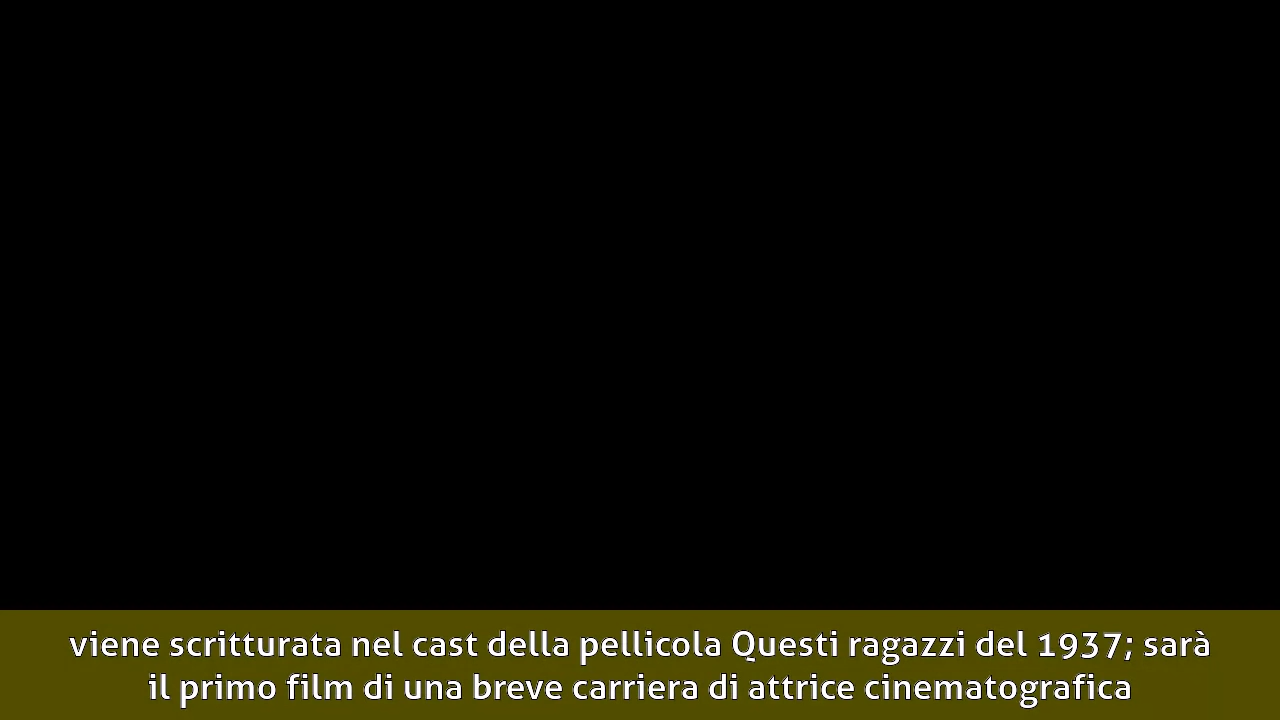 viene scritturata nel cast della pellicola Questi ragazzi del 1937; sarà
il primo film di una breve carriera di attrice cinematografica